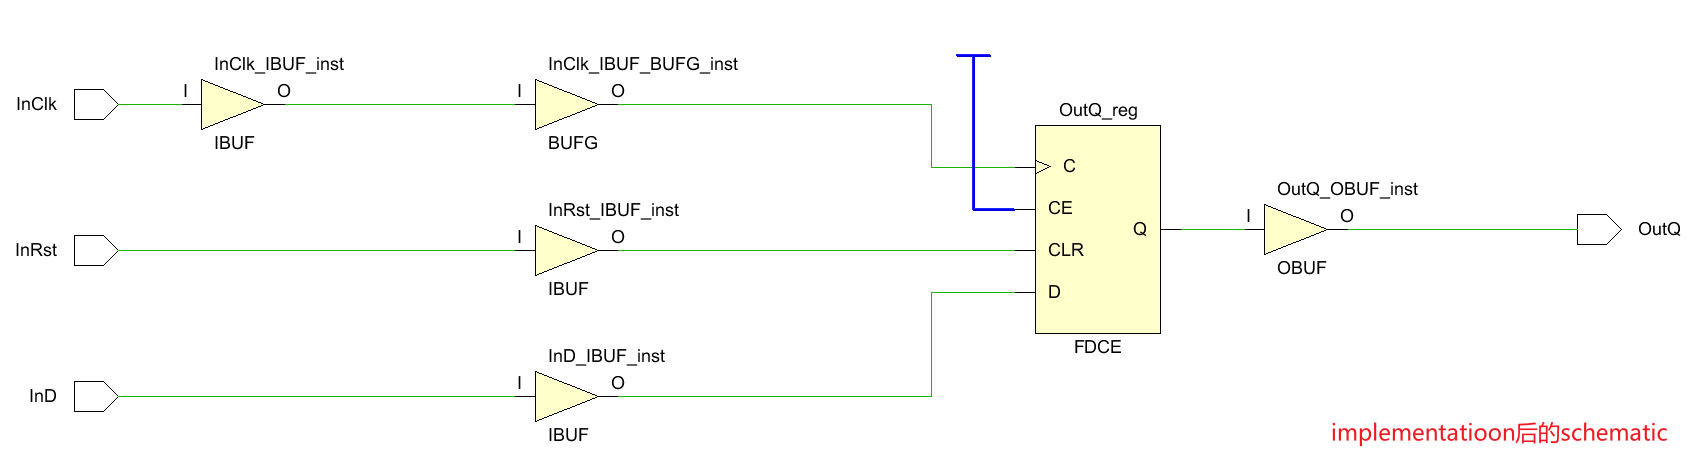 InClk_IBUF_inst
InClk_IBUF_BUFG_inst
InClk
I
O
I
O
IBUF
BUFG
OutQ_reg
C
CE
CLR
D
Q
FDCE
InRst_IBUF_inst
InRst
I
O
IBUF
OutQ_OBUF_inst
I
O
OutQ
OBUF
InD_IBUF_inst
InD
I
O
IBUF
implementatioon后的schematic